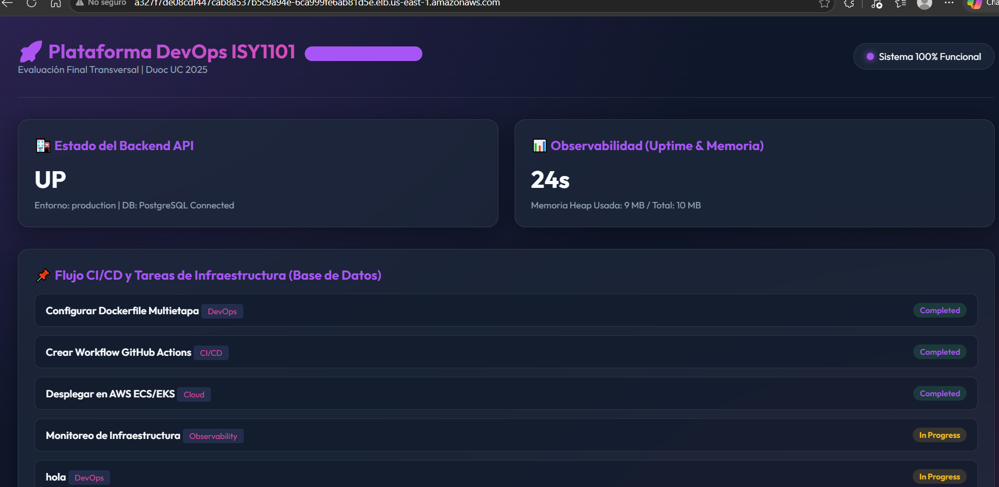 No seguro a327f7de08cdf447cab8a537b5c9a94e-6ca999fe6ab81d5e.elb.us-east-1.amazonaws.com
Plataforma DevOps ISY1101
Evaluación Final Transversal | Duoc UC 2025
Sistema 100% Funcional
Estado del Backend API
UP
Entorno: production | DB: PostgreSQL Connected
Observabilidad (Uptime & Memoria)
24s
Memoria Heap Usada: 9 MB / Total: 10 MB
Flujo CI/CD y Tareas de Infraestructura (Base de Datos)
Configurar Dockerfile Multietapa DevOps Completed
Crear Workflow GitHub Actions CI/CD Completed
Desplegar en AWS ECS/EKS Cloud Completed
Monitoreo de Infraestructura Observability In Progress
hola DevOps In Progress